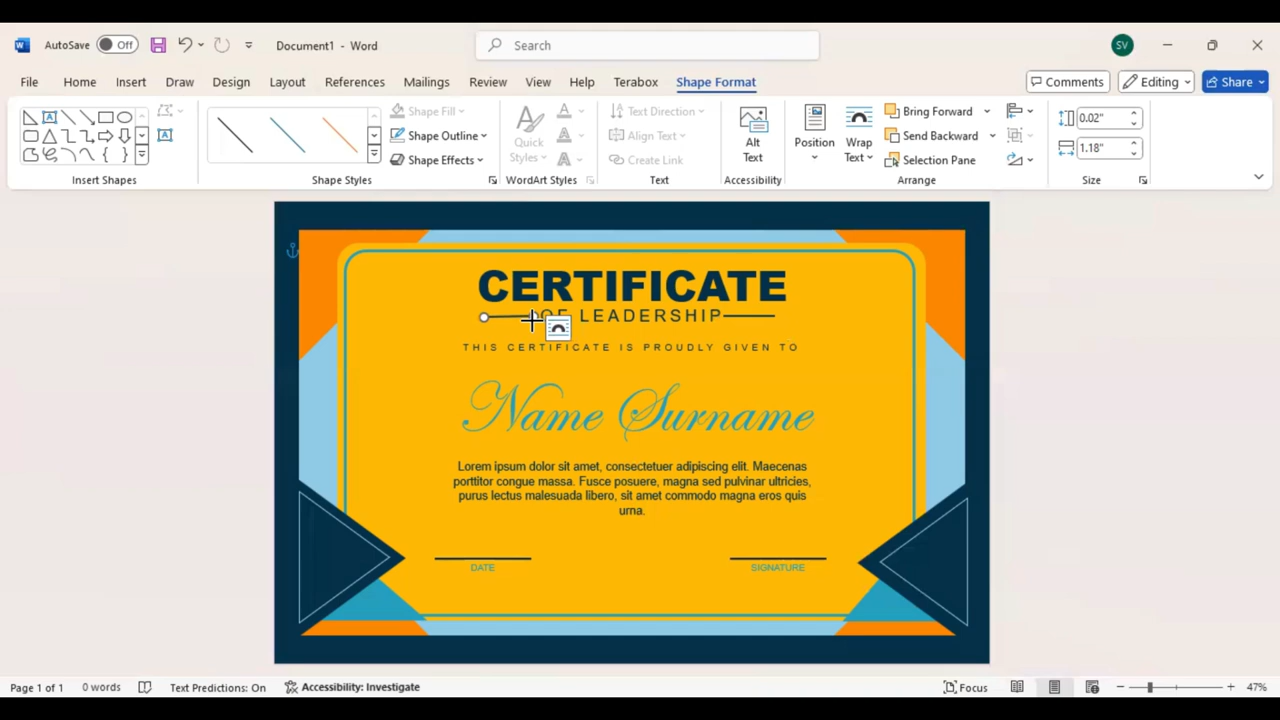 AutoSave Off Document1 - Word Search SV
File Home Insert Draw Design Layout References Mailings Review View Help Terabox Shape Format Comments Editing Share
Shape Fill Text Direction Bring Forward 0.02"
Shape Outline Quick Styles Align Text Alt Text Position Wrap Text Send Backward
Shape Effects Create Link Selection Pane 1.18"
Insert Shapes Shape Styles WordArt Styles Text Accessibility Arrange Size
CERTIFICATE
OF LEADERSHIP
THIS CERTIFICATE IS PROUDLY GIVEN TO
Name Surname
Lorem ipsum dolor sit amet, consectetuer adipiscing elit. Maecenas
porttitor congue massa. Fusce posuere, magna sed pulvinar ultricies,
purus lectus malesuada libero, sit amet commodo magna eros quis
urna.
DATE SIGNATURE
Page 1 of 1 0 words Text Predictions: On Accessibility: Investigate Focus 47%